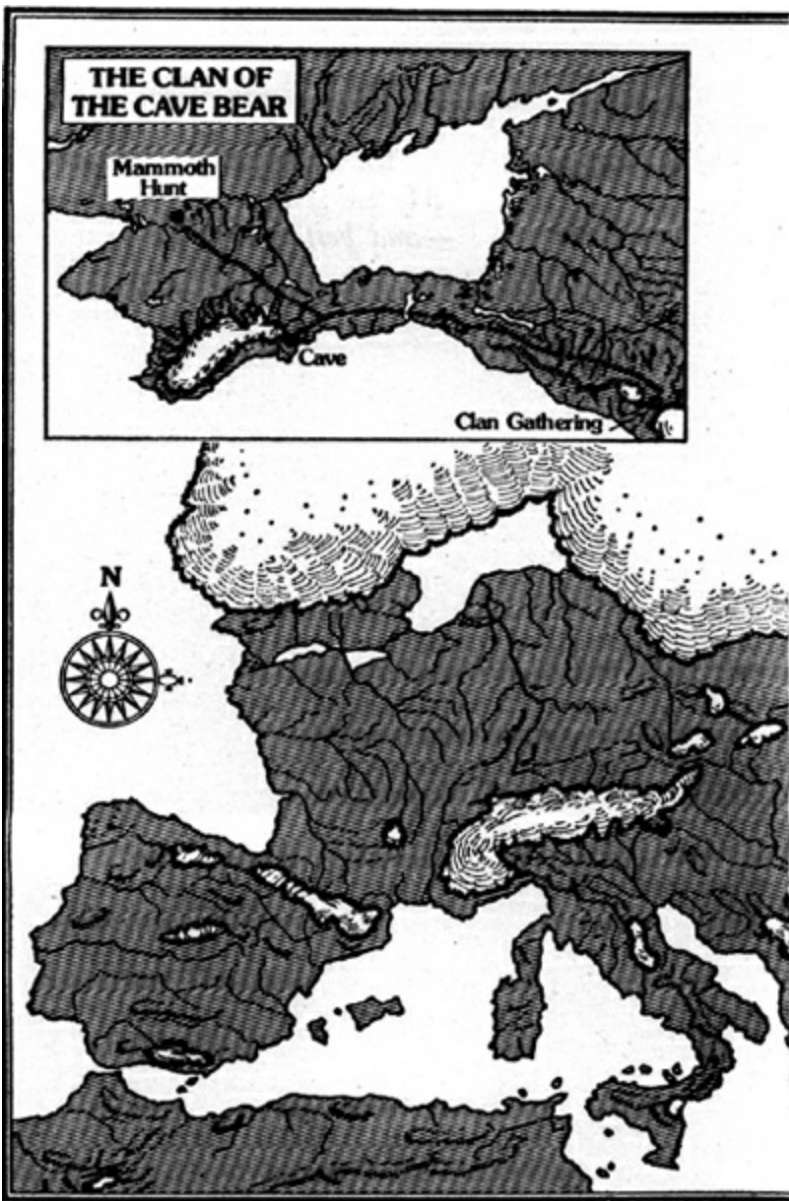 THE CLAN OF
THE CAVE BEAR
Mammoth
Hunt
Cave
Clan Gathering
N